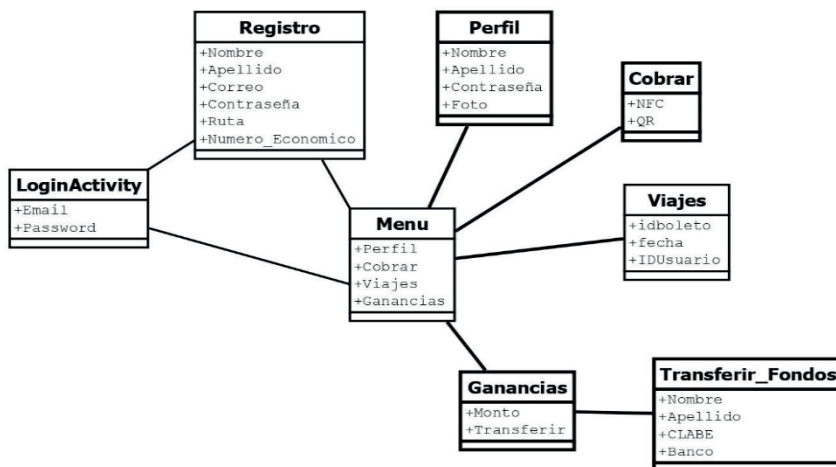 Registro
+Nombre
+Apellido
+Correo
+Contraseña
+Ruta
+Numero_Economico
Perfil
+Nombre
+Apellido
+Contraseña
+Foto
Cobrar
+NFC
+QR
LoginActivity
+Email
+Password
Menu
+Perfil
+Cobrar
+Viajes
+Ganancias
Viajes
+idboleto
+fecha
+IDUsuario
Ganancias
+Monto
+Transferir
Transferir_Fondos
+Nombre
+Apellido
+CLABE
+Banco